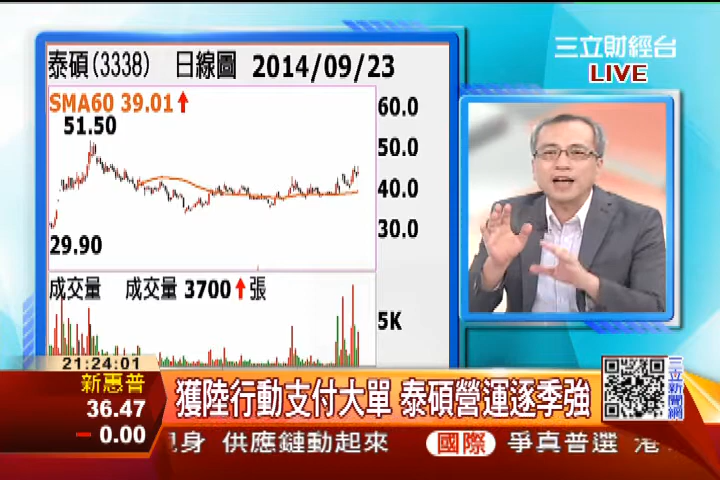 泰碩(3338) 日線圖 2014/09/23
三立財經台
LIVE
SMA60 39.01↑
60.0
51.50
50.0
40.0
30.0
29.90
成交量 成交量 3700↑張
5K
21:24:01
新惠普
36.47
0.00
獲陸行動支付大單 泰碩營運逐季強
三立新聞網
現身 供應鏈動起來 國際 爭真普選 港